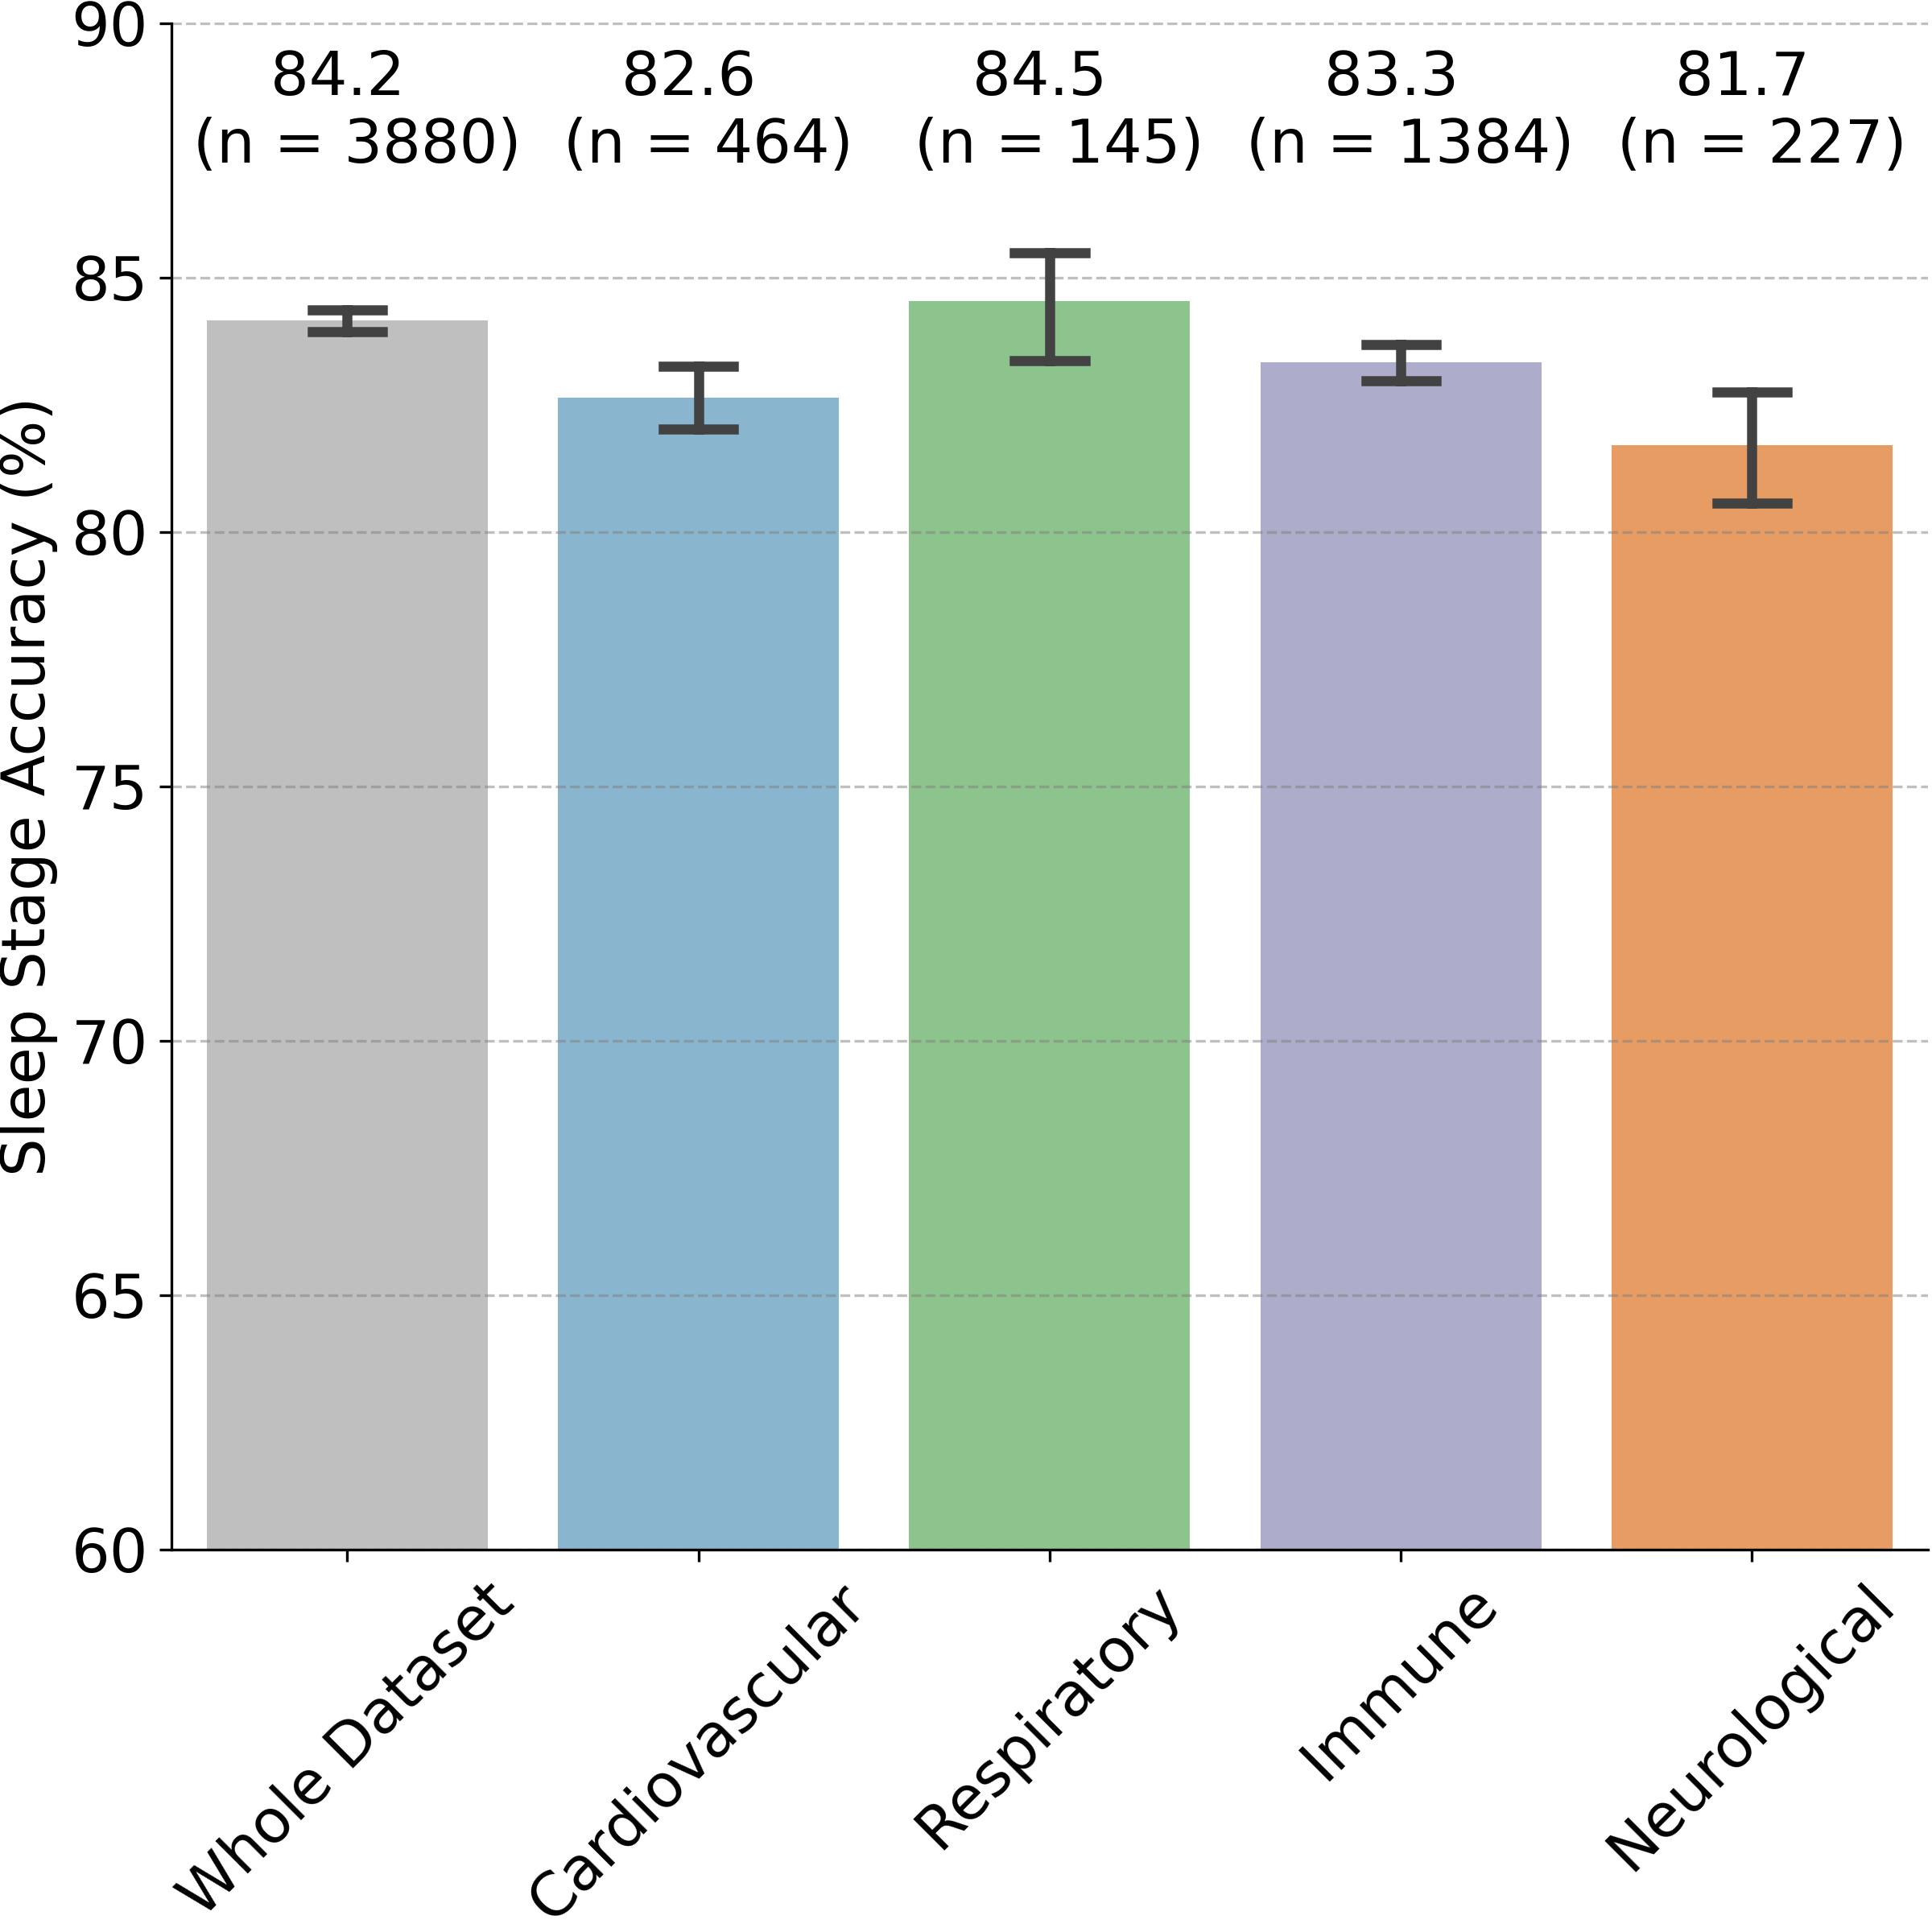 90
84.2
82.6
84.5
83.3
81.7
(n = 3880)
(n = 464)
(n = 145)
(n = 1384)
(n = 227)
85
80
75
70
65
60
Sleep Stage Accuracy (%)
Whole Dataset
Cardiovascular
Respiratory
Immune
Neurological